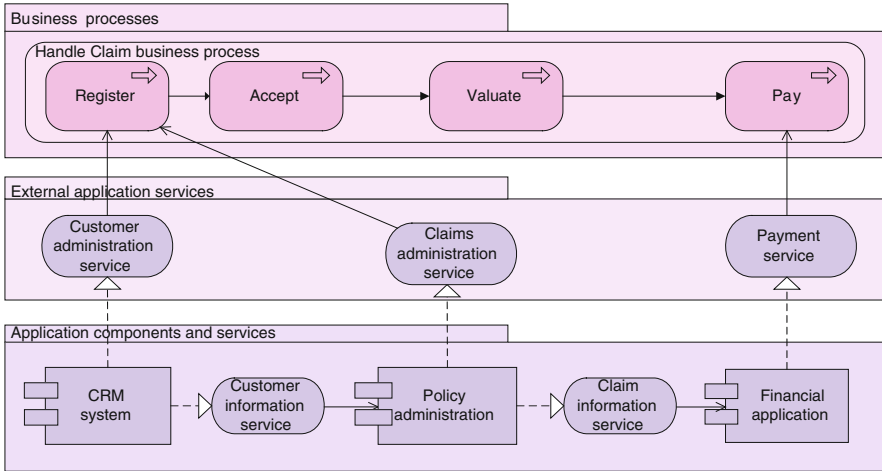 Business processes
Handle Claim business process
Register
Accept
Valuate
Pay
External application services
Customer
administration
service
Claims
administration
service
Payment
service
Application components and services
CRM
system
Customer
information
service
Policy
administration
Claim
information
service
Financial
application